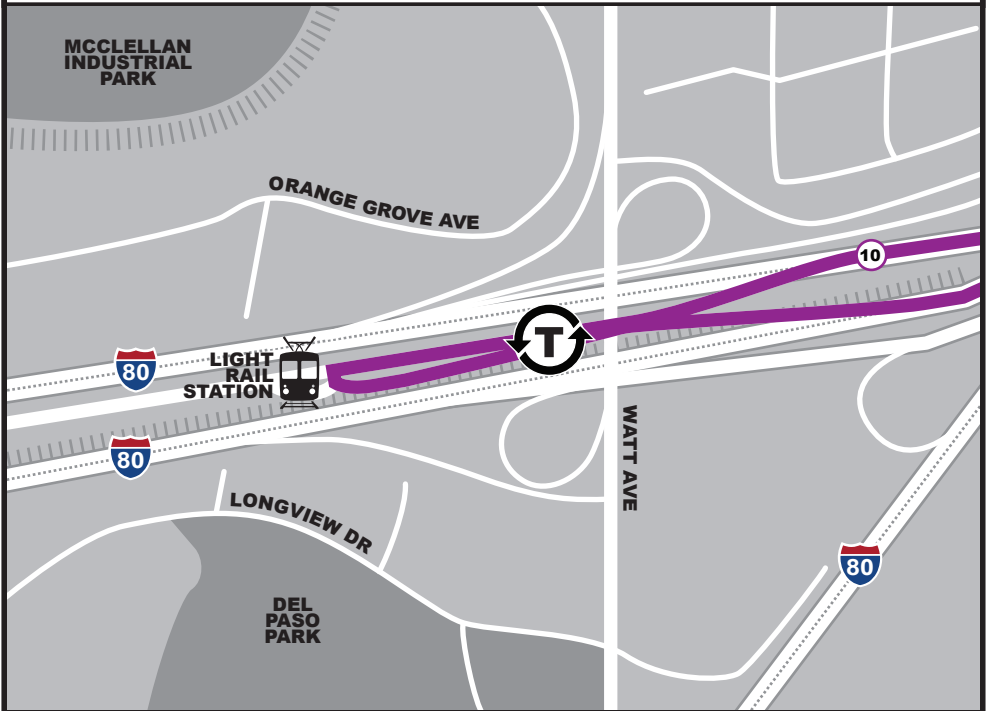 MCCLELLAN
INDUSTRIAL
PARK
ORANGE GROVE AVE
10
T
LIGHT
RAIL
STATION
80
80
WATT AVE
LONGVIEW DR
80
DEL
PASO
PARK